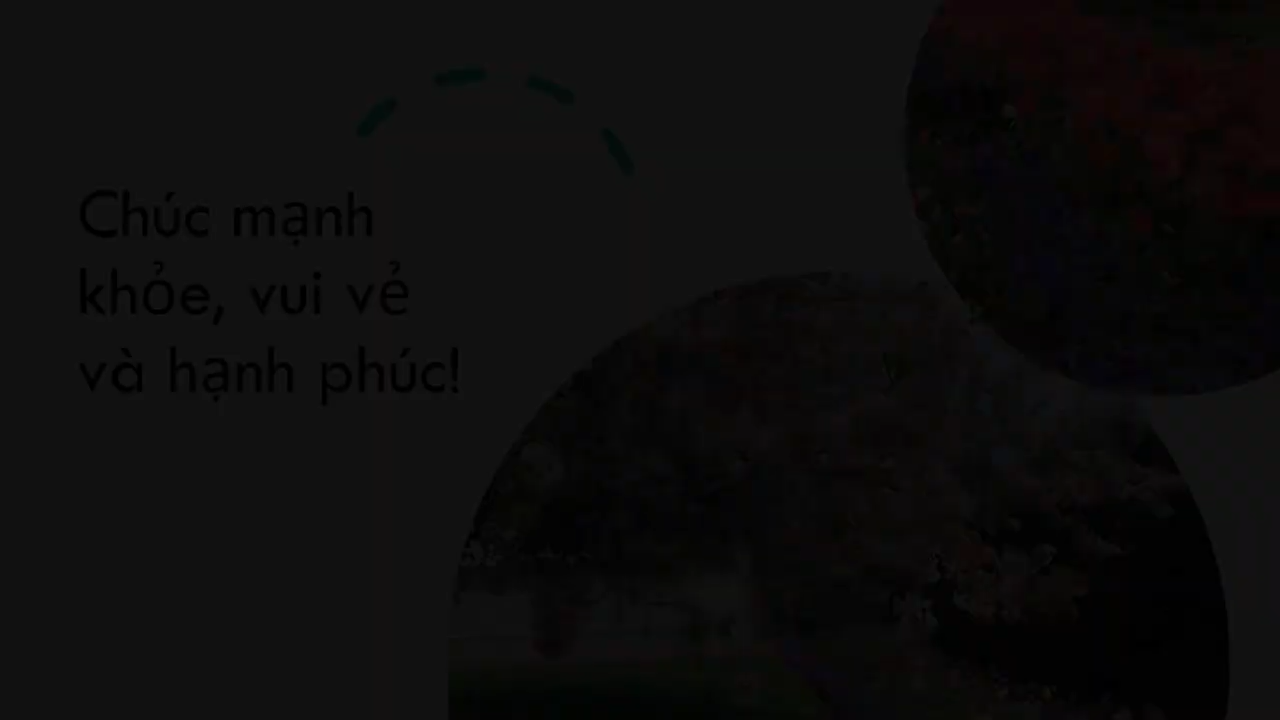 Chúc mạnh
khỏe, vui vẻ
và hạnh phúc!